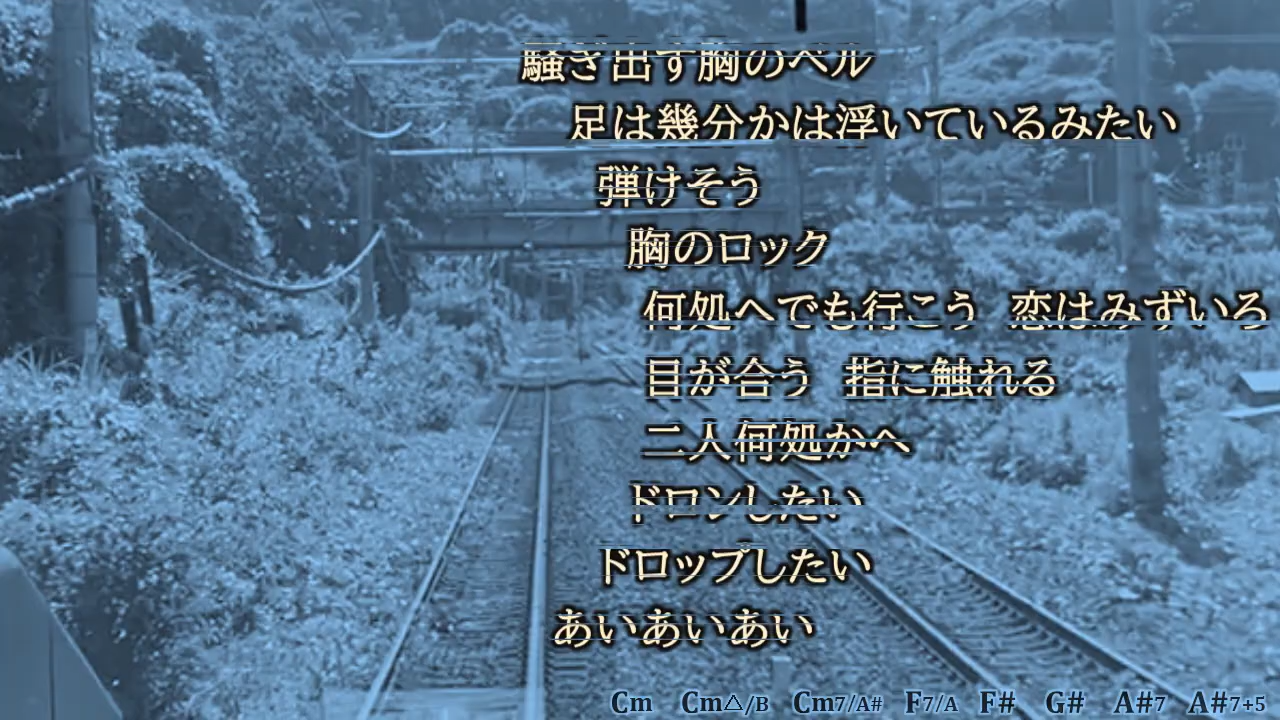 騒ぎ出す胸のベル
足は幾分かは浮いているみたい
弾けそう
胸のロック
何処へでも行こう 恋はみずいろ
目が合う 指に触れる
二人何処かへ
ドロンしたい
ドロップしたい
あいあいあい
Cm Cm△/B Cm7/A# F7/A F# G# A#7 A#7+5